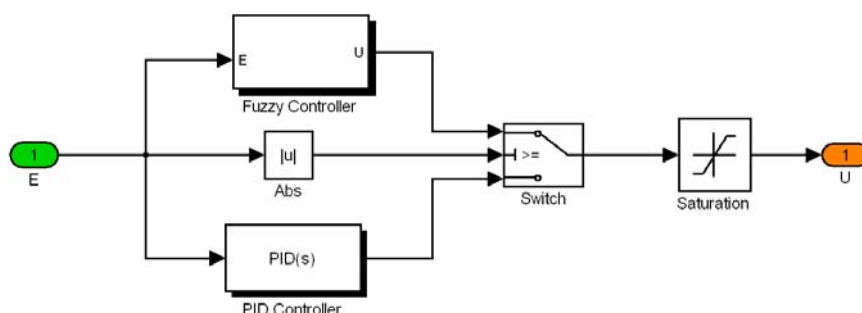 E
U
Fuzzy Controller
1
E
|u|
Abs
>=
Switch
Saturation
1
U
PID(s)
PID Controller